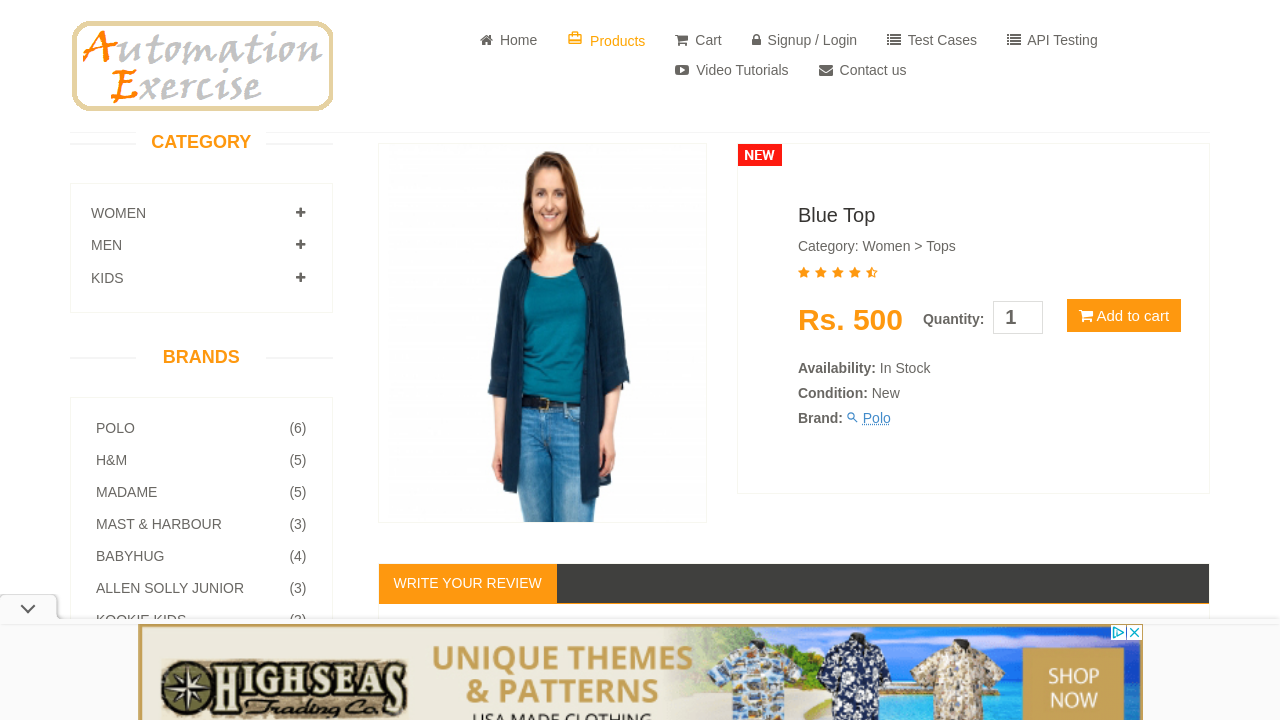 Automation
Exercise
Home
Products
Cart
Signup / Login
Test Cases
API Testing
Video Tutorials
Contact us
CATEGORY
WOMEN
MEN
KIDS
BRANDS
POLO (6)
H&M (5)
MADAME (5)
MAST & HARBOUR (3)
BABYHUG (4)
ALLEN SOLLY JUNIOR (3)
KOOKIE KIDS (3)
NEW
Blue Top
Category: Women > Tops
Rs. 500
Quantity: 1
Add to cart
Availability: In Stock
Condition: New
Brand: Polo
WRITE YOUR REVIEW
HIGH SEAS
Trading Co.
UNIQUE THEMES
& PATTERNS
USA MADE CLOTHING
SHOP
NOW